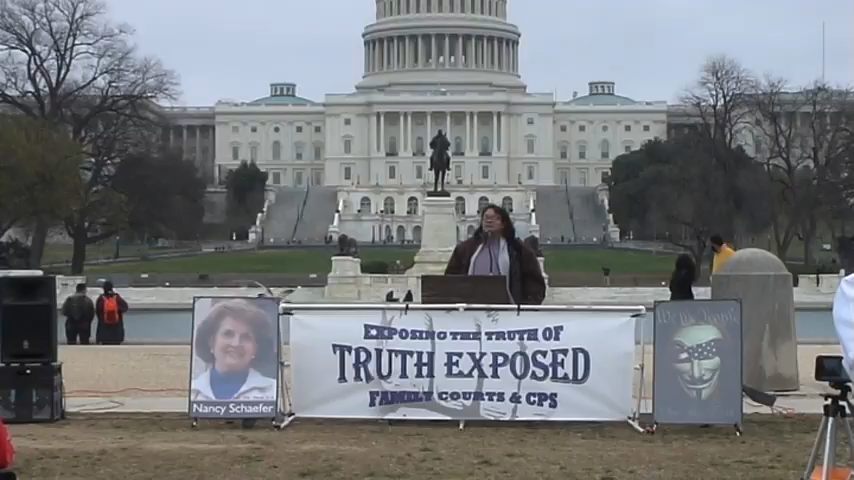 EXPOSING THE TRUTH OF
TRUTH EXPOSED
FAMILY COURTS & CPS
Nancy Schaefer
We the People